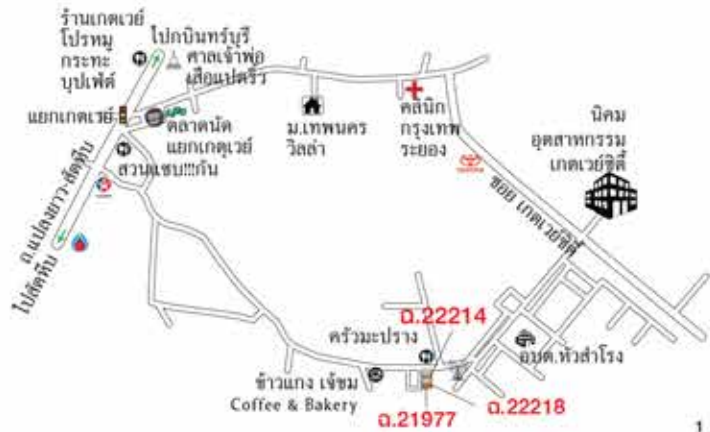 ร้านเกตเวย์
โปรหมู
กระทะ
บุปเฟ่ต์
ไปกบินทร์บุรี
ศาลเจ้าพ่อ
เสือแปดริ้ว
แยกเกตเวย์
ตลาดนัด
แยกเกตุเวย์
สวนแซบ!!!กัน
ถ.แปลงยาว-สัตหีบ
ไปสัตหีบ
ม.เทพนคร
วิลล่า
คลินิก
กรุงเทพ
ระยอง
TOYOTA
นิคม
อุตสาหกรรม
เกตเวย์ซิตี้
ซอย เกตเวย์ซิตี้
ฉ.22214
ครัวมะปราง
อบต.หัวสำโรง
ข้าวแกง เจ้ชม
Coffee & Bakery
ฉ.22218
ฉ.21977
1